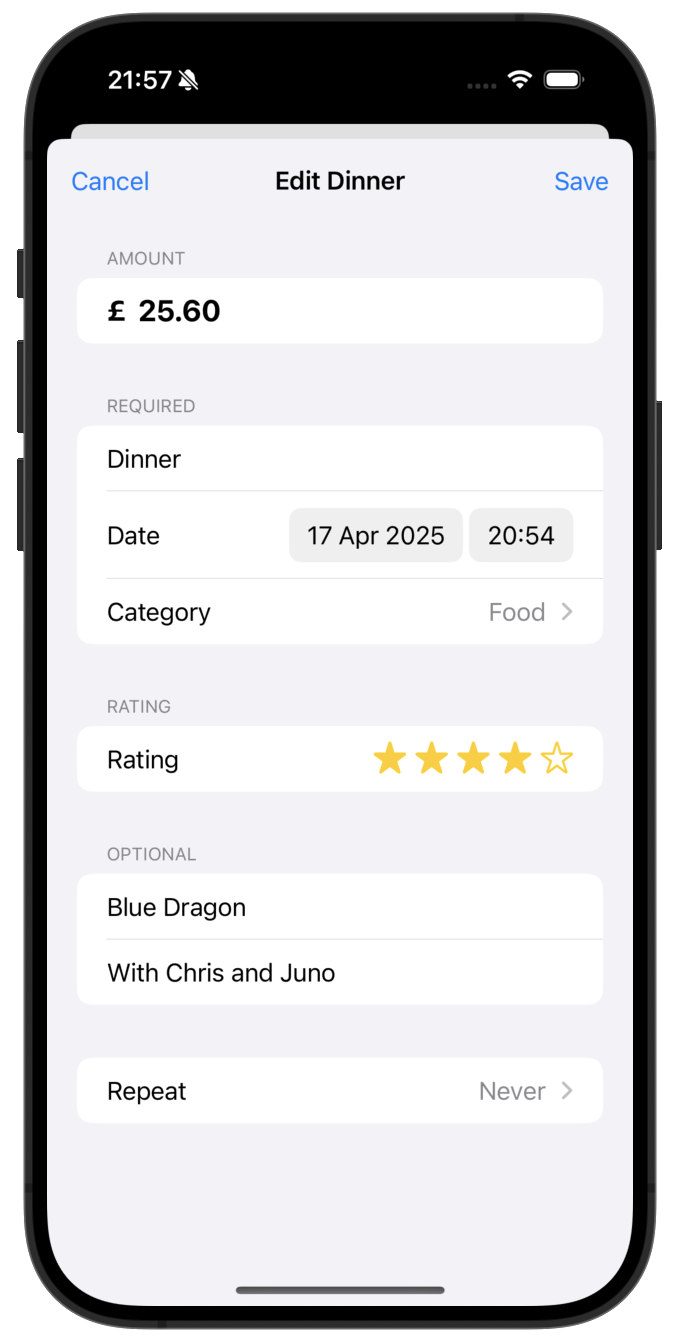 21:57
Cancel Edit Dinner Save
AMOUNT
£ 25.60
REQUIRED
Dinner
Date 17 Apr 2025 20:54
Category Food
RATING
Rating
OPTIONAL
Blue Dragon
With Chris and Juno
Repeat Never